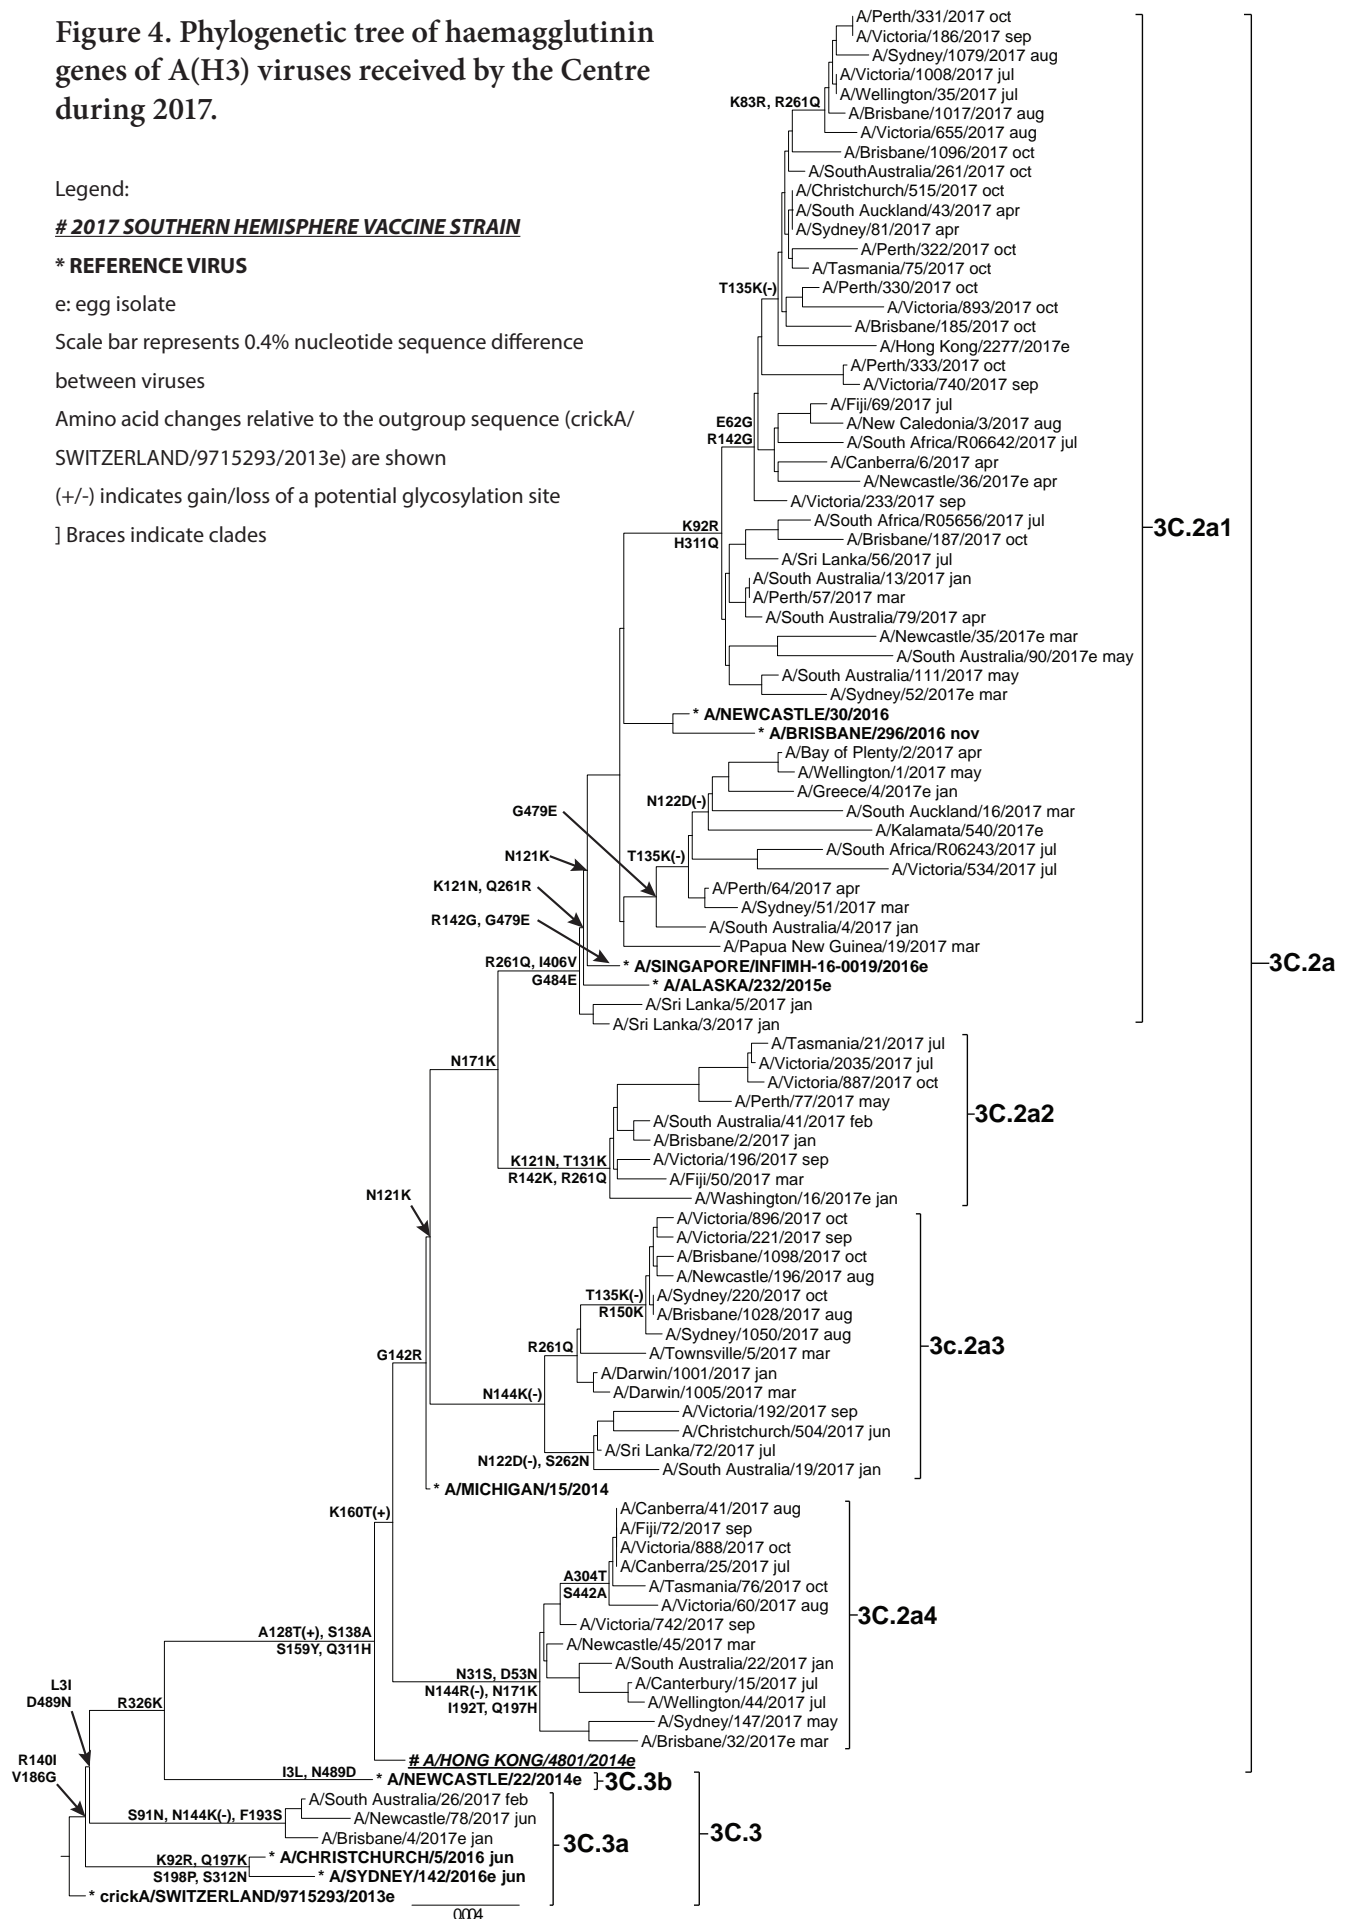 Figure 4. Phylogenetic tree of haemagglutinin
genes of A(H3) viruses received by the Centre
during 2017.
Legend:
# 2017 SOUTHERN HEMISPHERE VACCINE STRAIN
* REFERENCE VIRUS
e: egg isolate
Scale bar represents 0.4% nucleotide sequence difference
between viruses
Amino acid changes relative to the outgroup sequence (crickA/
SWITZERLAND/9715293/2013e) are shown
(+/-) indicates gain/loss of a potential glycosylation site
] Braces indicate clades
A/Perth/331/2017 oct
A/Victoria/186/2017 sep
A/Sydney/1079/2017 aug
A/Victoria/1008/2017 jul
A/Wellington/35/2017 jul
K83R, R261Q
A/Brisbane/1017/2017 aug
A/Victoria/655/2017 aug
A/Brisbane/1096/2017 oct
A/SouthAustralia/261/2017 oct
A/Christchurch/515/2017 oct
A/South Auckland/43/2017 apr
A/Sydney/81/2017 apr
A/Perth/322/2017 oct
A/Tasmania/75/2017 oct
T135K(-)
A/Perth/330/2017 oct
A/Victoria/893/2017 oct
A/Brisbane/185/2017 oct
A/Hong Kong/2277/2017e
A/Perth/333/2017 oct
A/Victoria/740/2017 sep
A/Fiji/69/2017 jul
A/New Caledonia/3/2017 aug
E62G
R142G
A/South Africa/R06642/2017 jul
A/Canberra/6/2017 apr
A/Newcastle/36/2017e apr
A/Victoria/233/2017 sep
K92R
H311Q
A/South Africa/R05656/2017 jul
3C.2a1
A/Brisbane/187/2017 oct
A/Sri Lanka/56/2017 jul
A/South Australia/13/2017 jan
A/Perth/57/2017 mar
A/South Australia/79/2017 apr
A/Newcastle/35/2017e mar
A/South Australia/90/2017e may
A/South Australia/111/2017 may
A/Sydney/52/2017e mar
* A/NEWCASTLE/30/2016
* A/BRISBANE/296/2016 nov
A/Bay of Plenty/2/2017 apr
A/Wellington/1/2017 may
A/Greece/4/2017e jan
N122D(-)
G479E
A/South Auckland/16/2017 mar
A/Kalamata/540/2017e
A/South Africa/R06243/2017 jul
N121K
T135K(-)
A/Victoria/534/2017 jul
K121N, Q261R
A/Perth/64/2017 apr
A/Sydney/51/2017 mar
R142G, G479E
A/South Australia/4/2017 jan
A/Papua New Guinea/19/2017 mar
R261Q, I406V
G484E
* A/SINGAPORE/INFIMH-16-0019/2016e
3C.2a
* A/ALASKA/232/2015e
A/Sri Lanka/5/2017 jan
A/Sri Lanka/3/2017 jan
A/Tasmania/21/2017 jul
N171K
A/Victoria/2035/2017 jul
A/Victoria/887/2017 oct
A/Perth/77/2017 may
3C.2a2
A/South Australia/41/2017 feb
A/Brisbane/2/2017 jan
K121N, T131K
R142K, R261Q
A/Victoria/196/2017 sep
A/Fiji/50/2017 mar
A/Washington/16/2017e jan
N121K
A/Victoria/896/2017 oct
A/Victoria/221/2017 sep
A/Brisbane/1098/2017 oct
A/Newcastle/196/2017 aug
T135K(-)
R150K
A/Sydney/220/2017 oct
A/Brisbane/1028/2017 aug
A/Sydney/1050/2017 aug
R261Q
3c.2a3
A/Townsville/5/2017 mar
G142R
A/Darwin/1001/2017 jan
A/Darwin/1005/2017 mar
N144K(-)
A/Victoria/192/2017 sep
A/Christchurch/504/2017 jun
A/Sri Lanka/72/2017 jul
N122D(-), S262N
A/South Australia/19/2017 jan
* A/MICHIGAN/15/2014
K160T(+)
A/Canberra/41/2017 aug
A/Fiji/72/2017 sep
A/Victoria/888/2017 oct
A/Canberra/25/2017 jul
A304T
S442A
A/Tasmania/76/2017 oct
A/Victoria/60/2017 aug
3C.2a4
A/Victoria/742/2017 sep
A128T(+), S138A
S159Y, Q311H
A/Newcastle/45/2017 mar
A/South Australia/22/2017 jan
N31S, D53N
N144R(-), N171K
I192T, Q197H
A/Canterbury/15/2017 jul
A/Wellington/44/2017 jul
A/Sydney/147/2017 may
A/Brisbane/32/2017e mar
L3I
D489N
R326K
# A/HONG KONG/4801/2014e
R140I
V186G
I3L, N489D
* A/NEWCASTLE/22/2014e
3C.3b
A/South Australia/26/2017 feb
S91N, N144K(-), F193S
A/Newcastle/78/2017 jun
A/Brisbane/4/2017e jan
3C.3a
3C.3
K92R, Q197K
S198P, S312N
* A/CHRISTCHURCH/5/2016 jun
* A/SYDNEY/142/2016e jun
* crickA/SWITZERLAND/9715293/2013e
0.004